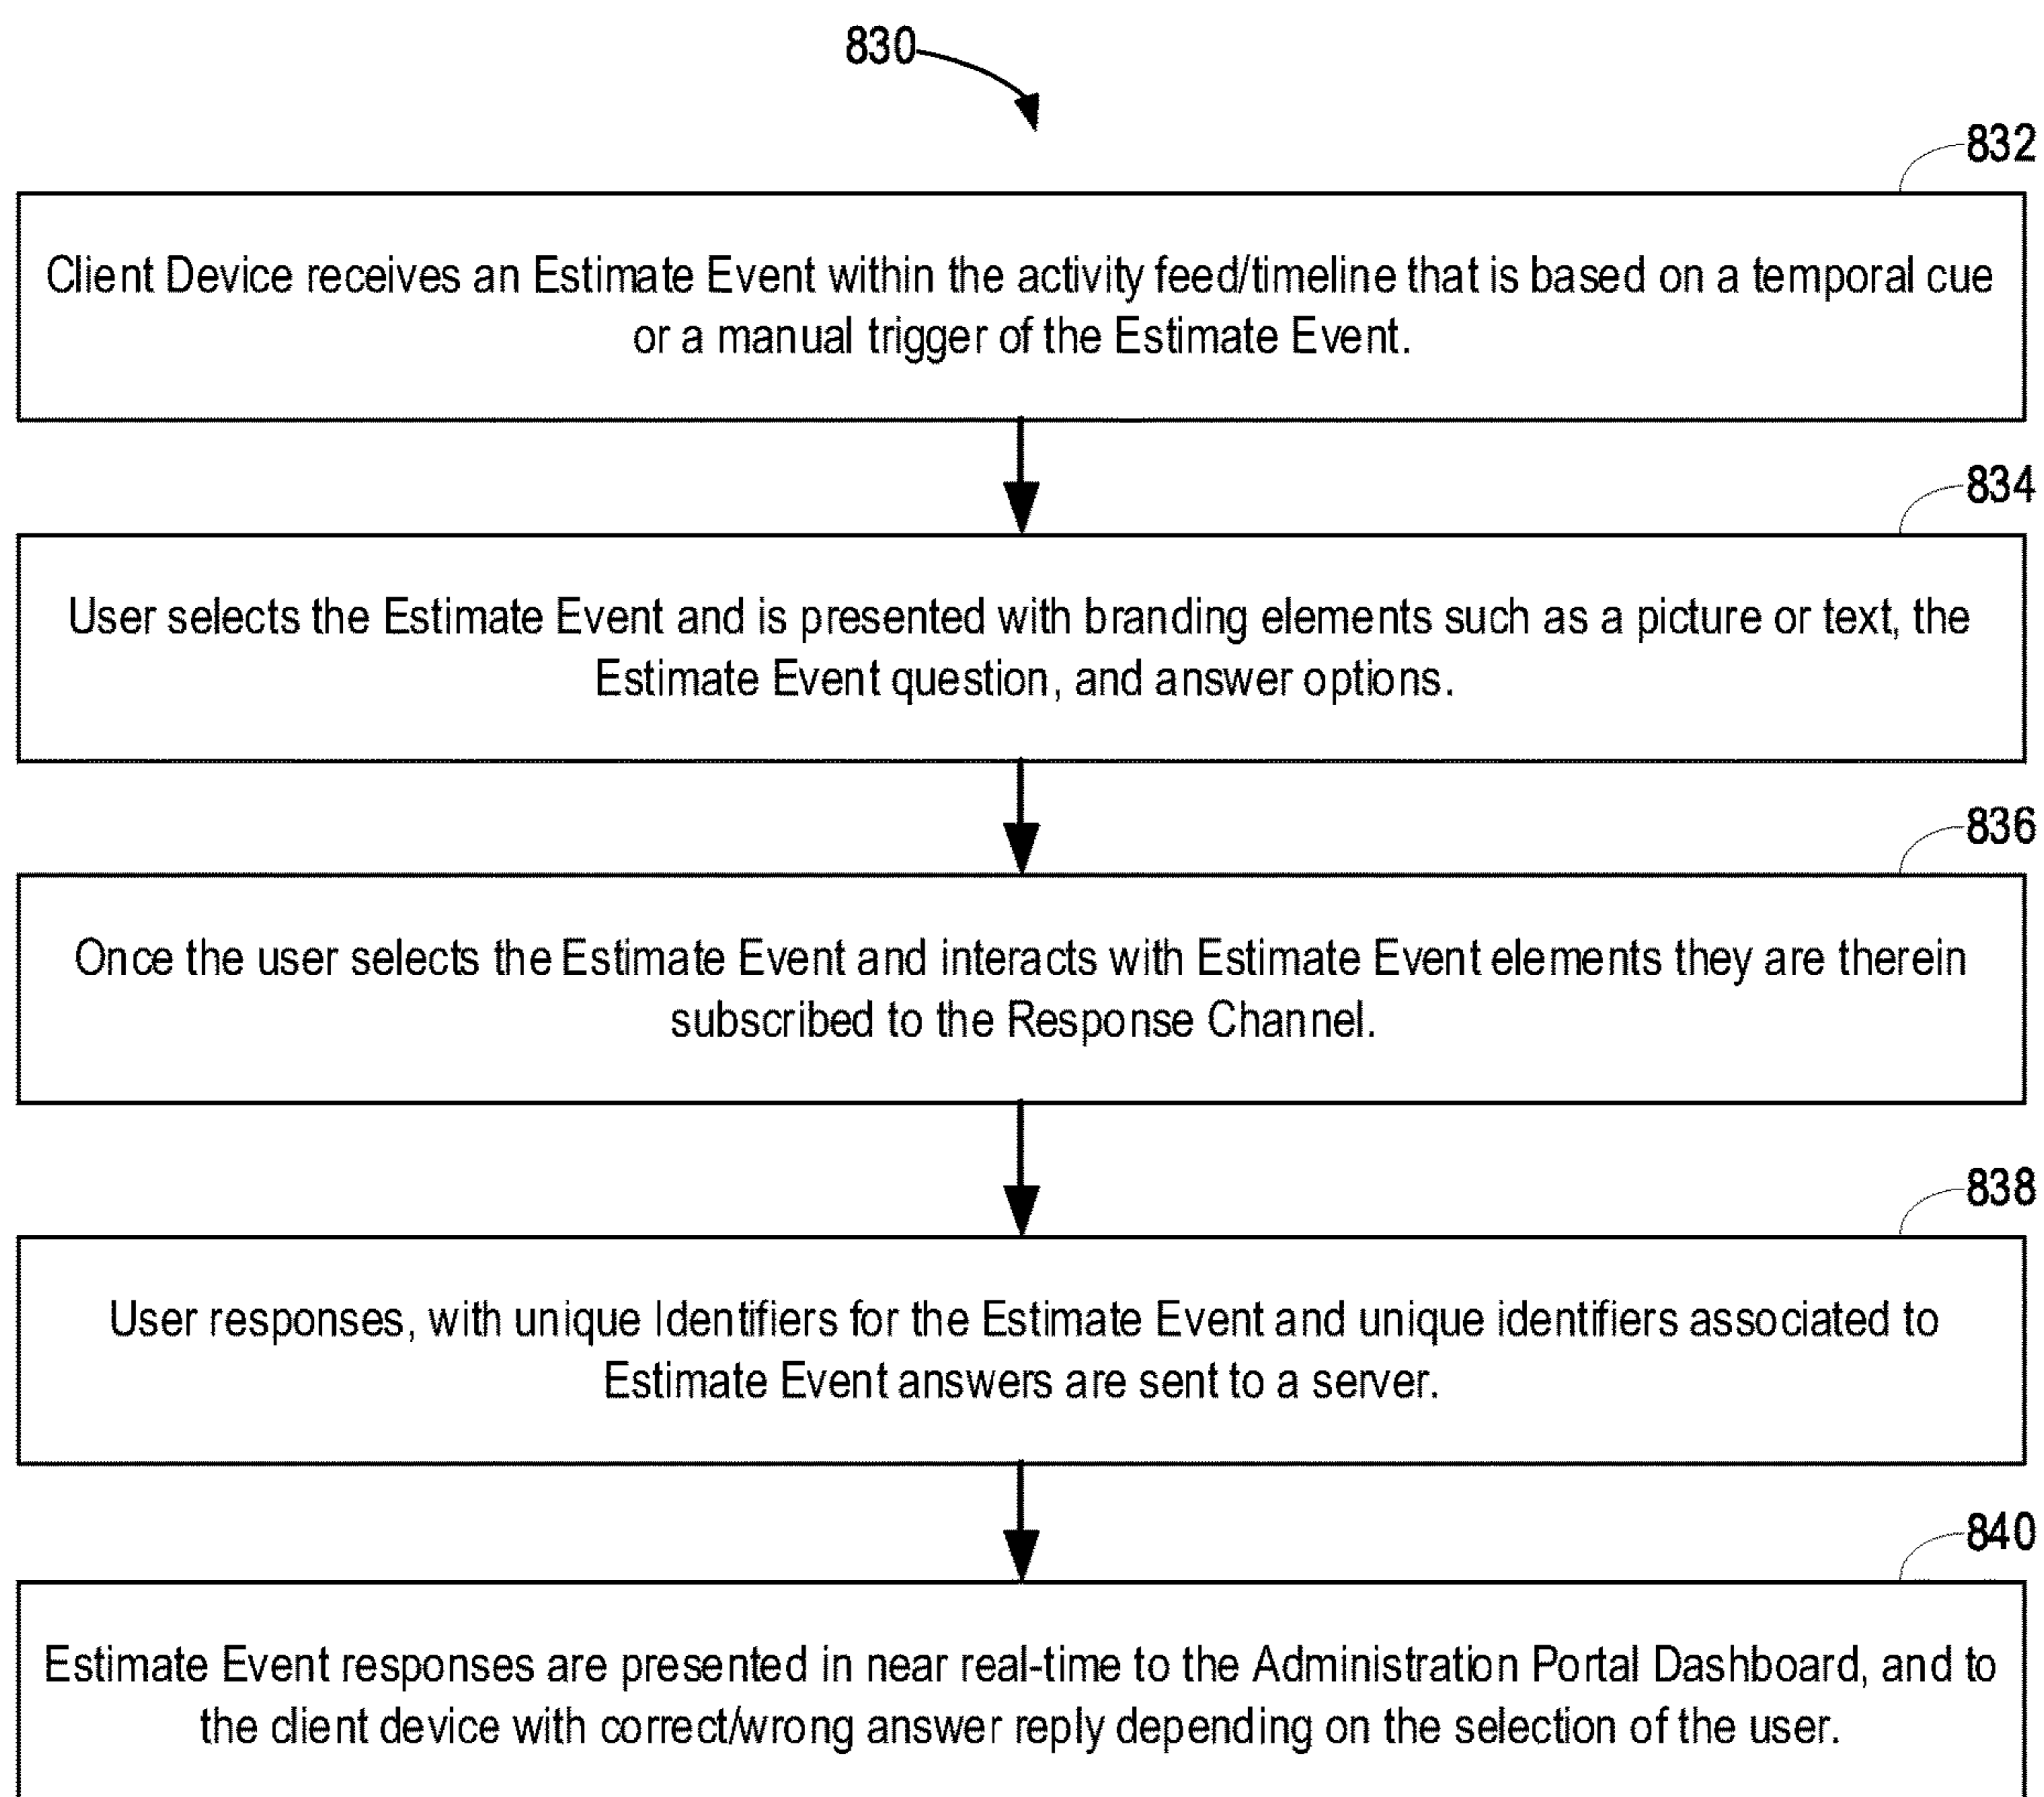 830
832
Client Device receives an Estimate Event within the activity feed/timeline that is based on a temporal cue
or a manual trigger of the Estimate Event.
834
User selects the Estimate Event and is presented with branding elements such as a picture or text, the
Estimate Event question, and answer options.
836
Once the user selects the Estimate Event and interacts with Estimate Event elements they are therein
subscribed to the Response Channel.
838
User responses, with unique Identifiers for the Estimate Event and unique identifiers associated to
Estimate Event answers are sent to a server.
840
Estimate Event responses are presented in near real-time to the Administration Portal Dashboard, and to
the client device with correct/wrong answer reply depending on the selection of the user.